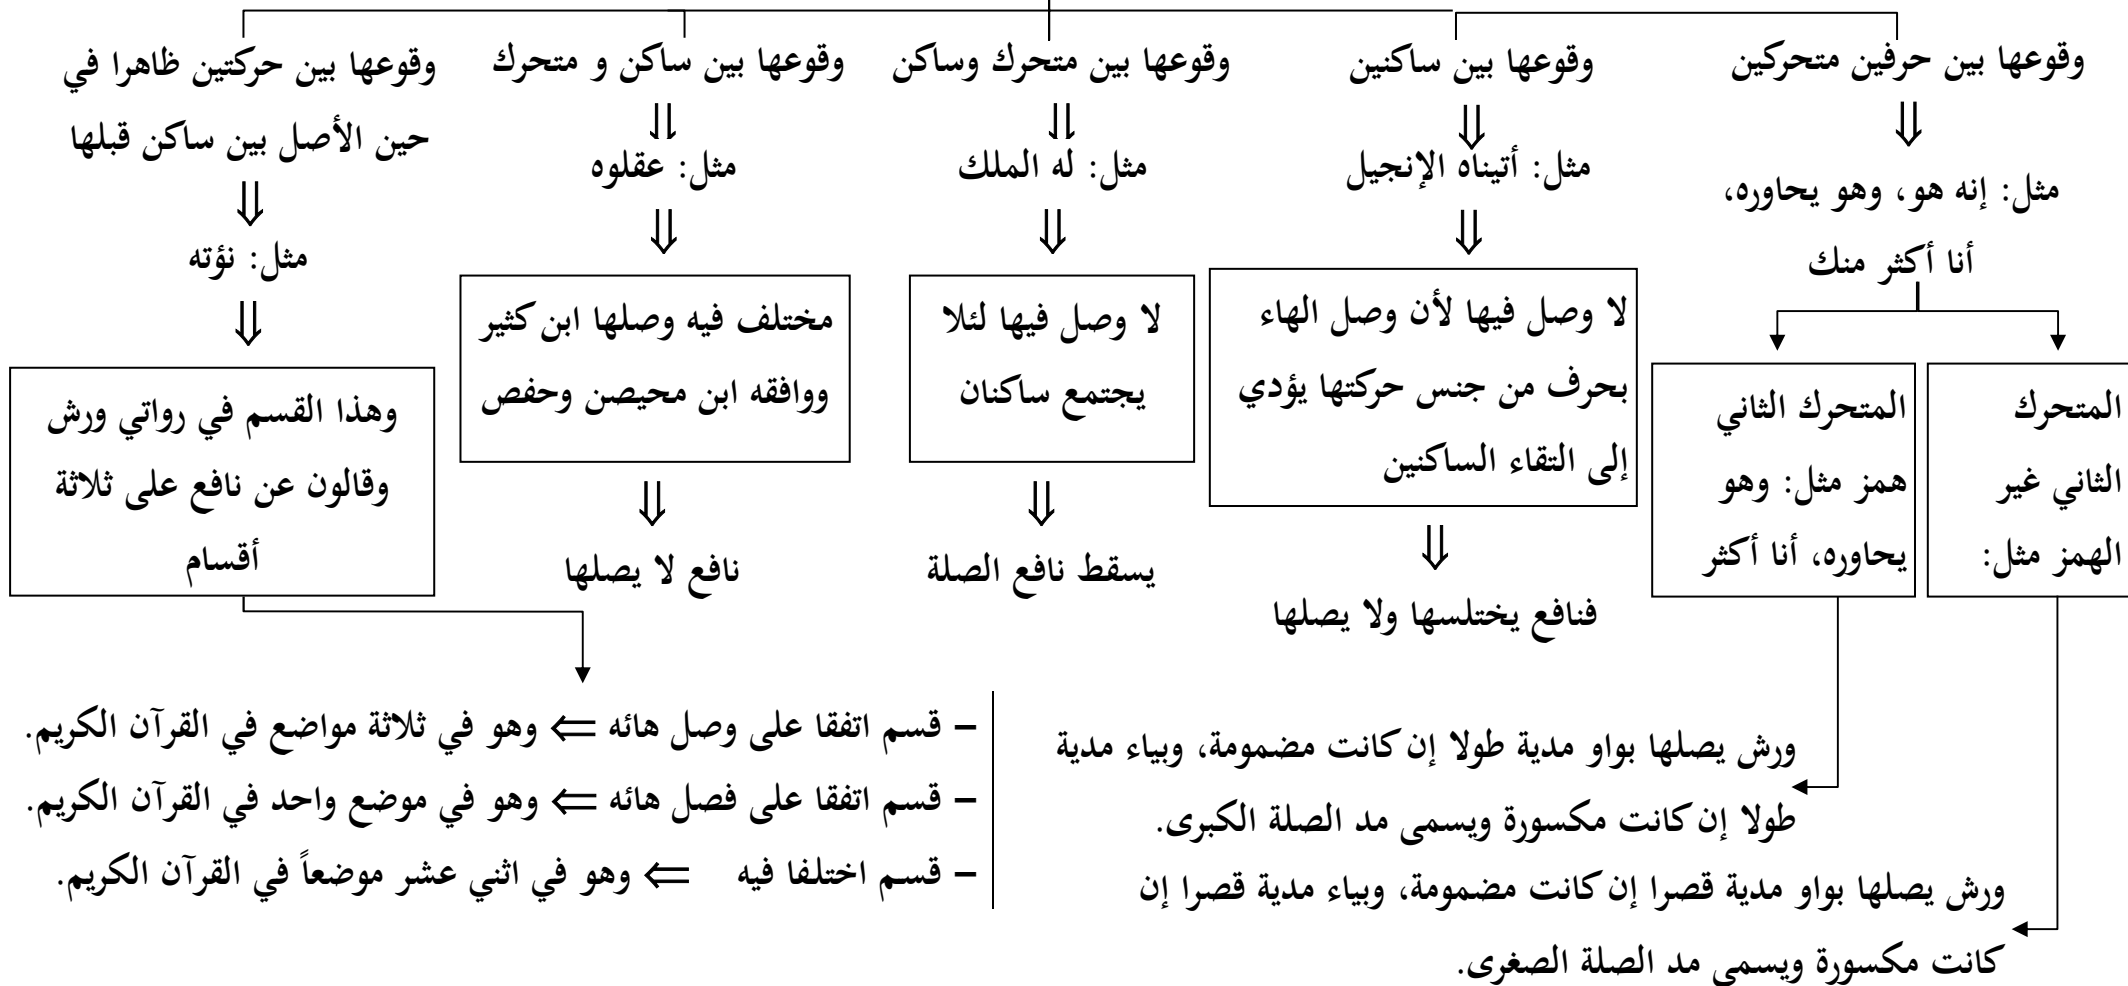 وقوعها بين حرفين متحركين
مثل: إنه هو، وهو يحاوره،
أنا أكثر منك
المتحرك
الثاني غير
الهمز مثل:
المتحرك الثاني
همز مثل: وهو
يحاوره، أنا أكثر
وقوعها بين ساكنين
مثل: أتيناه الإنجيل
لا وصل فيها لأن وصل الهاء
بحرف من جنس حركتها يؤدي
إلى التقاء الساكنين
فنافع يختلسها ولا يصلها
وقوعها بين متحرك وساكن
مثل: له الملك
لا وصل فيها لئلا
يجتمع ساكنان
يسقط نافع الصلة
وقوعها بين ساكن و متحرك
مثل: عقلوه
مختلف فيه وصلها ابن كثير
ووافقه ابن محيصن وحفص
نافع لا يصلها
وقوعها بين حركتين ظاهرا في
حين الأصل بين ساكن قبلها
مثل: نؤته
وهذا القسم في رواتي ورش
وقالون عن نافع على ثلاثة
أقسام
ورش يصلها بواو مدية طولا إن كانت مضمومة، وبياء مدية
طولا إن كانت مكسورة ويسمى مد الصلة الكبرى.
ورش يصلها بواو مدية قصرا إن كانت مضمومة، وبياء مدية قصرا إن
كانت مكسورة ويسمى مد الصلة الصغرى.
– قسم اتفقا على وصل هائه ⇐ وهو في ثلاثة مواضع في القرآن الكريم.
– قسم اتفقا على فصل هائه ⇐ وهو في موضع واحد في القرآن الكريم.
– قسم اختلفا فيه ⇐ وهو في اثني عشر موضعاً في القرآن الكريم.